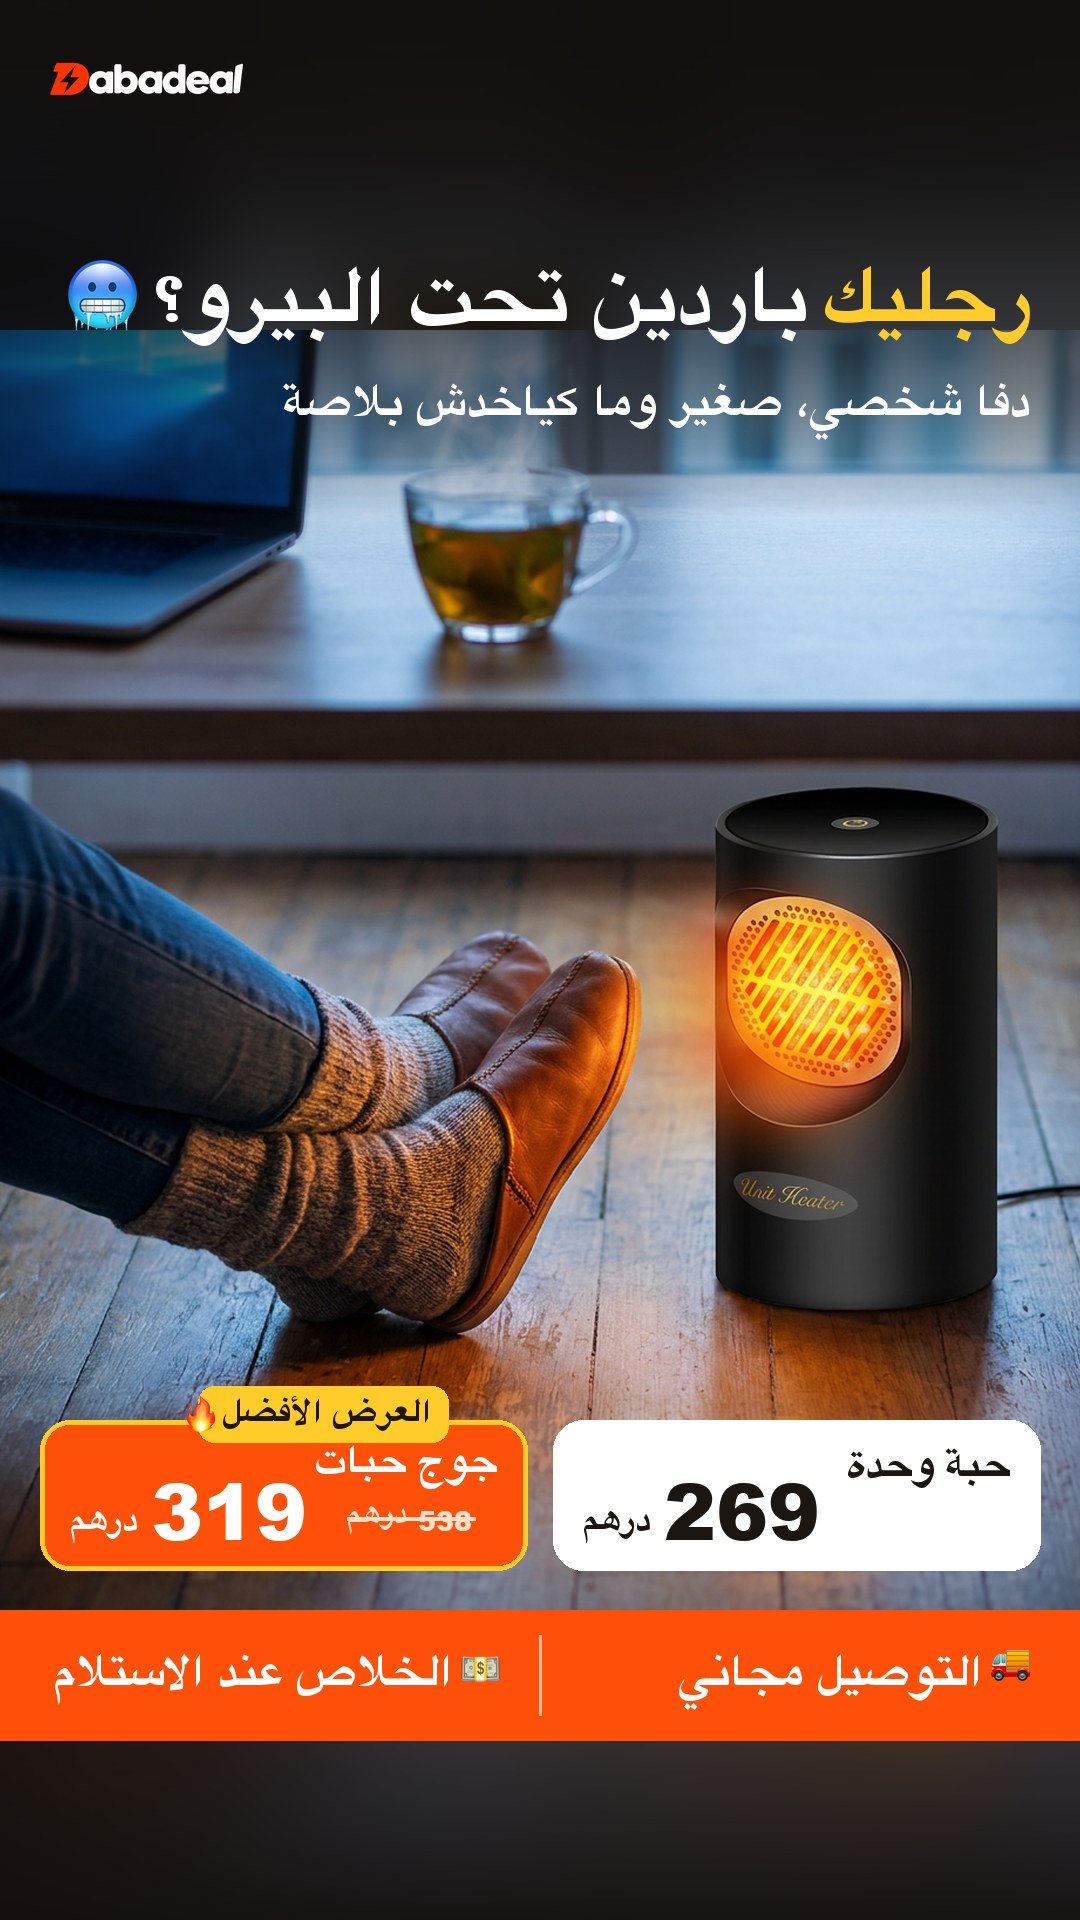 Dabadeal
رجليك باردين تحت البيرو؟ 🥶
دفا شخصي، صغير وما كياخدش بلاصة
Unit Heater
حبة وحدة
269 درهم
العرض الأفضل🔥
جوج حبات
538 درهم
319 درهم
🚚 التوصيل مجاني
💵 الخلاص عند الاستلام